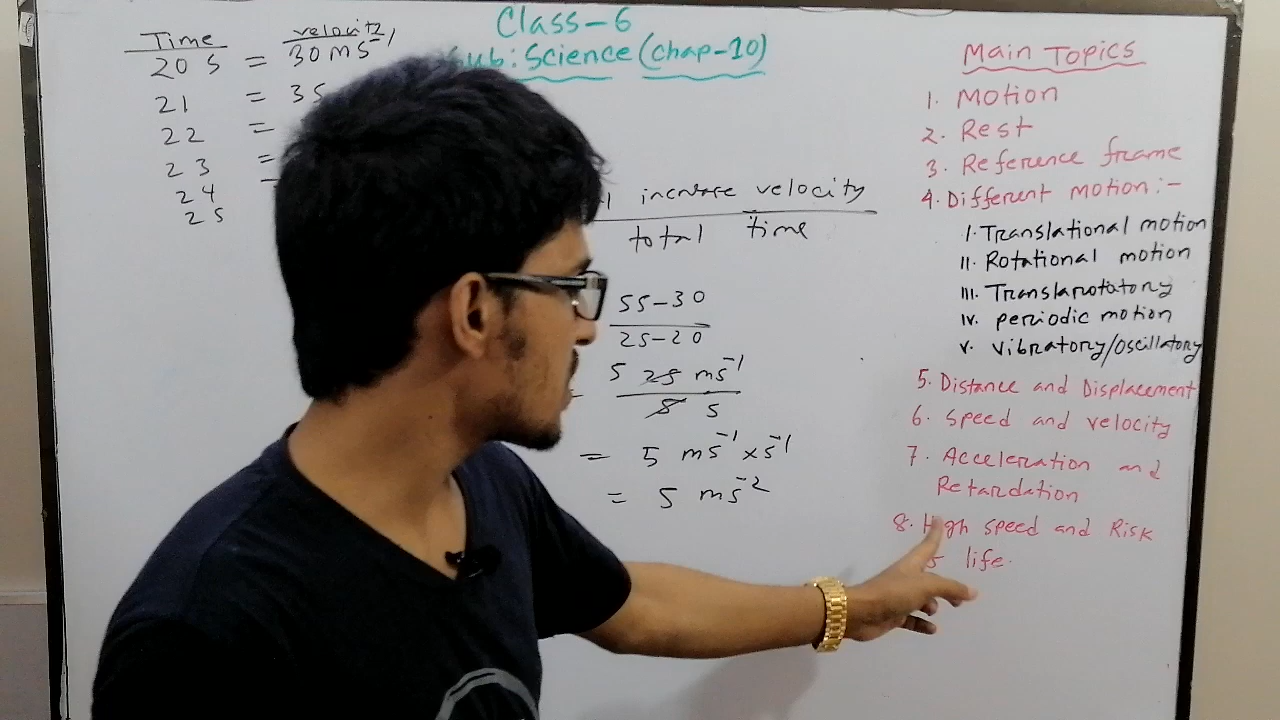 Class-6
Sub: Science (chap-10)
Time velocity
20 s = 30 ms⁻¹
21 = 35
22 =
23 =
24 -
25
increase velocity
total time
55-30
25-20
5 25 ms⁻¹
5 s
= 5 ms⁻¹ × s⁻¹
= 5 ms⁻²
Main Topics
1. Motion
2. Rest
3. Reference frame
4. Different motion:-
I. Translational motion
II. Rotational motion
III. Translarotatory
IV. periodic motion
V. vibratory/oscillatory
5. Distance and Displacement
6. Speed and velocity
7. Acceleration and
Retardation
8. High speed and Risk
life.